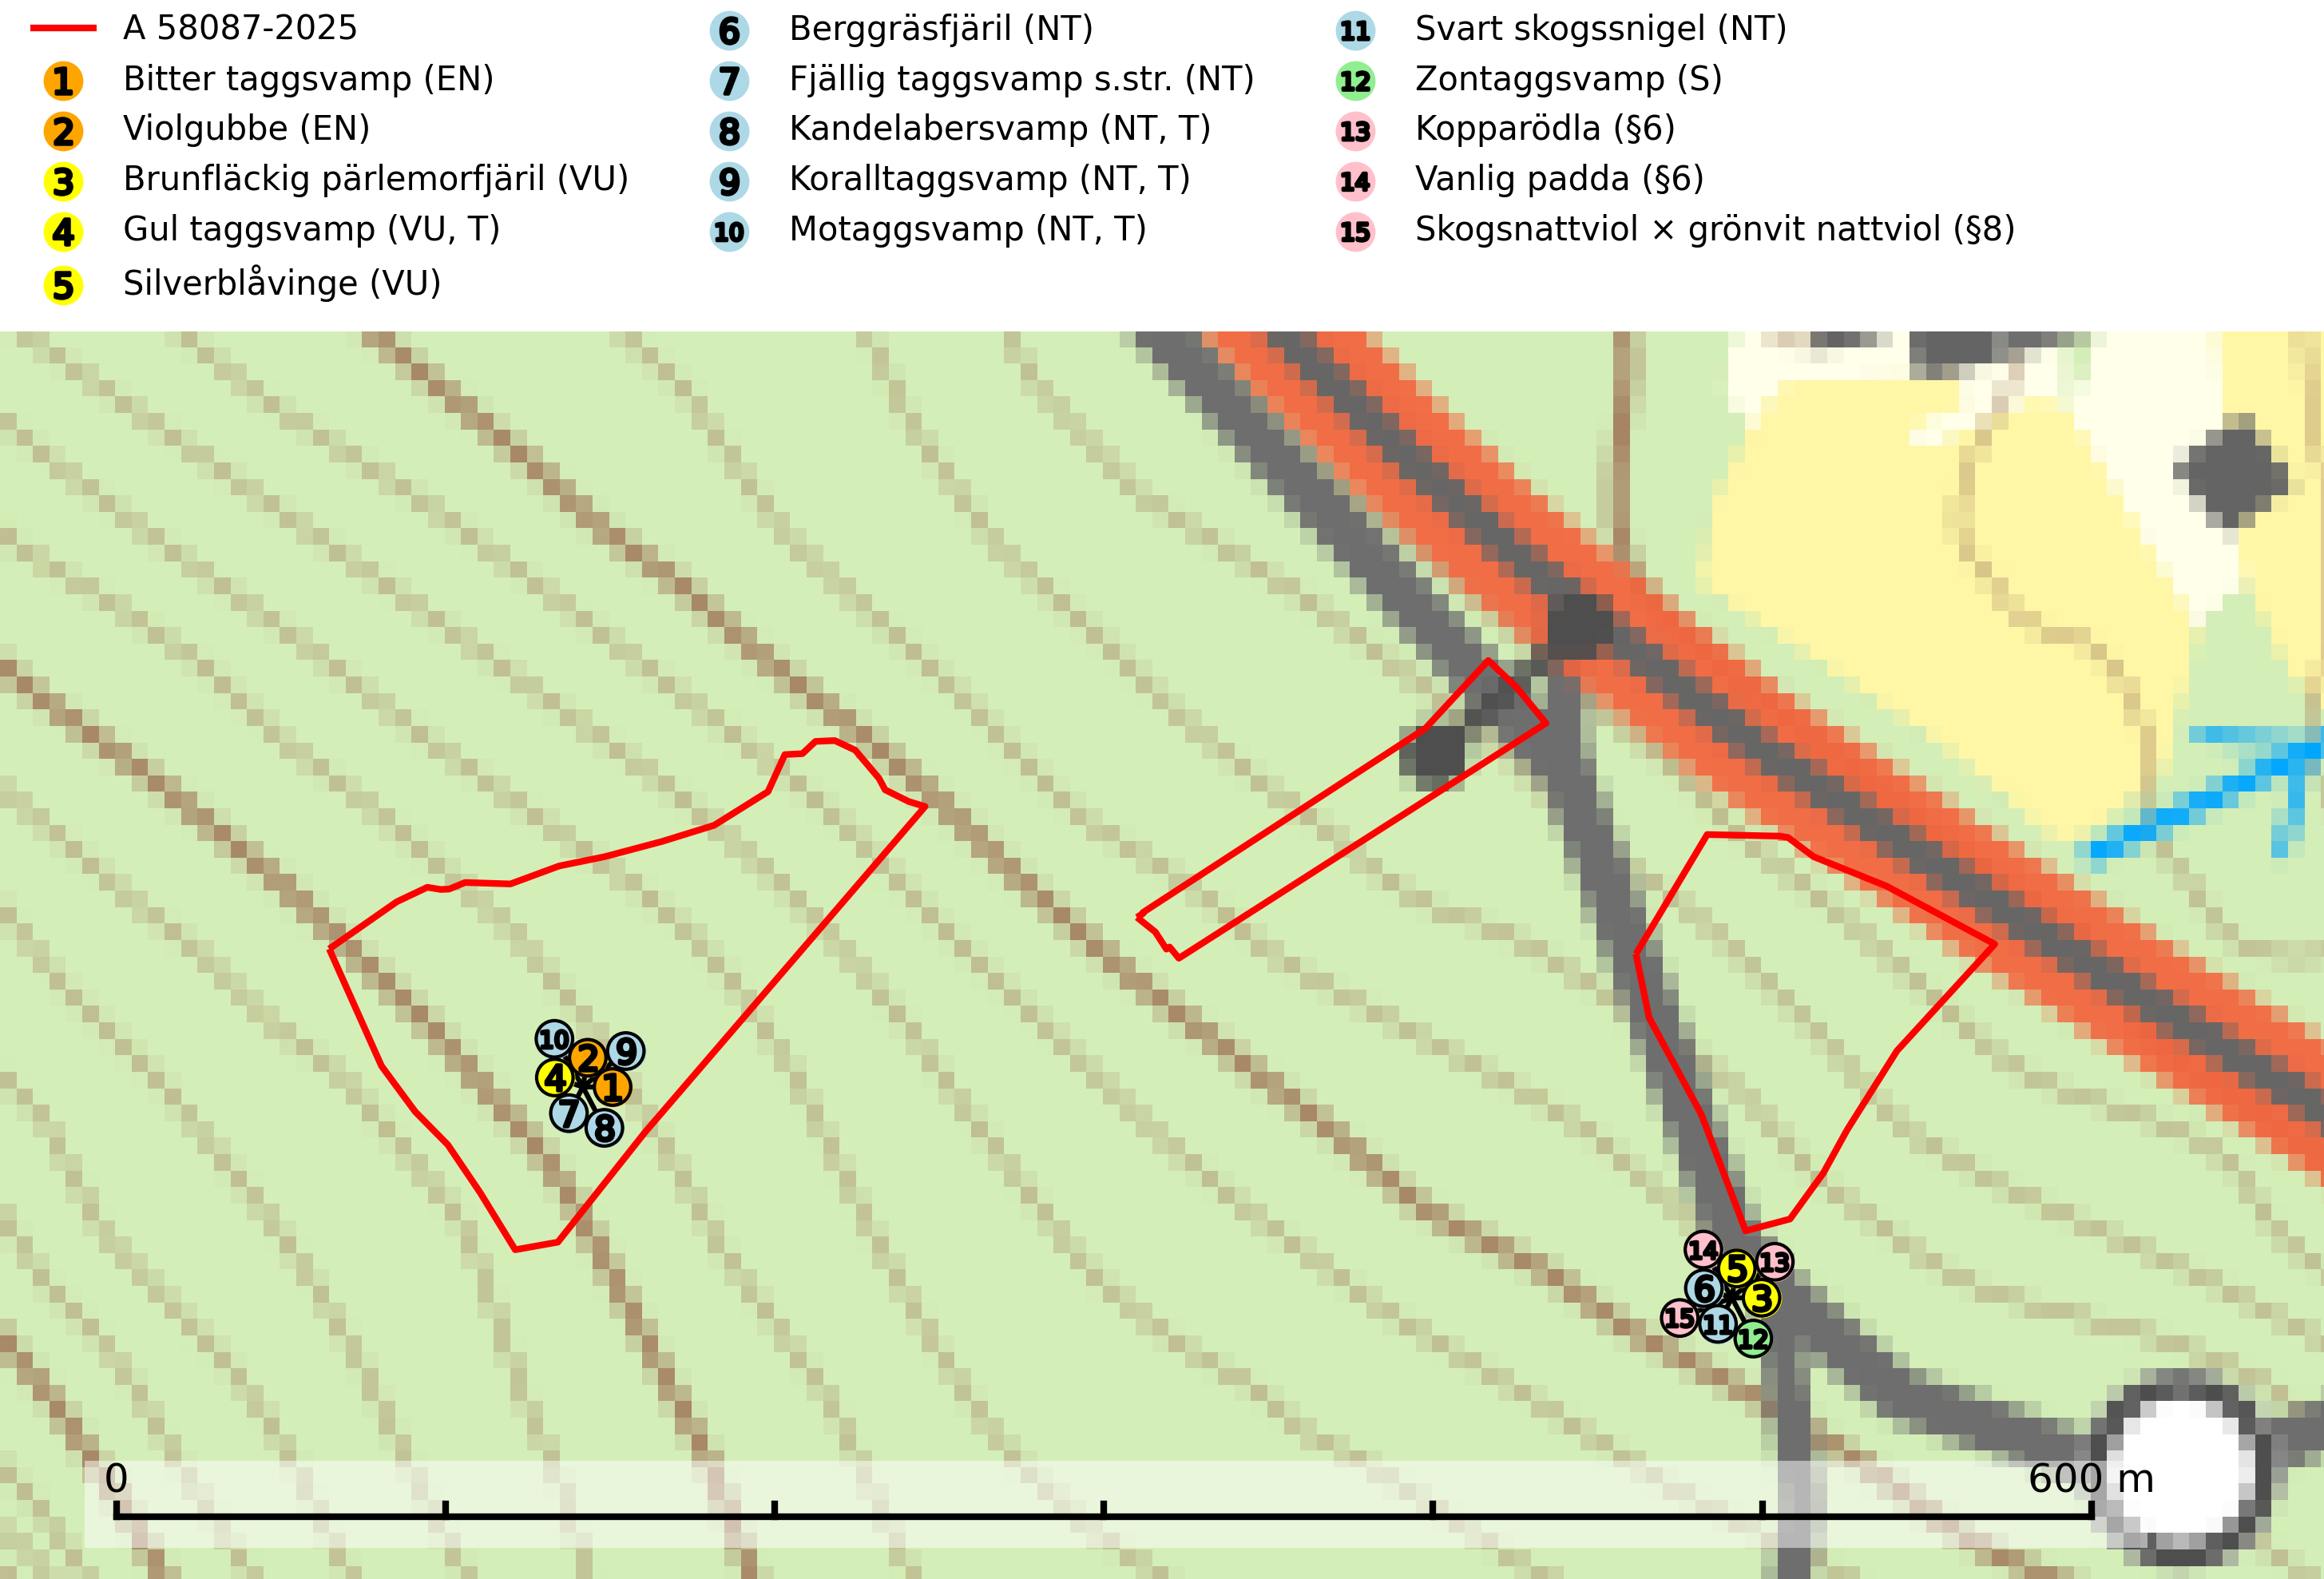 A 58087-2025
1 Bitter taggsvamp (EN)
2 Violgubbe (EN)
3 Brunfläckig pärlemorfjäril (VU)
4 Gul taggsvamp (VU, T)
5 Silverblåvinge (VU)
6 Berggräsfjäril (NT)
7 Fjällig taggsvamp s.str. (NT)
8 Kandelabersvamp (NT, T)
9 Koralltaggsvamp (NT, T)
10 Motaggsvamp (NT, T)
11 Svart skogssnigel (NT)
12 Zontaggsvamp (S)
13 Kopparödla (§6)
14 Vanlig padda (§6)
15 Skogsnattviol × grönvit nattviol (§8)
10 2 9
4 1
7 8
14 5 13
6 3
15 11 12
0 600 m